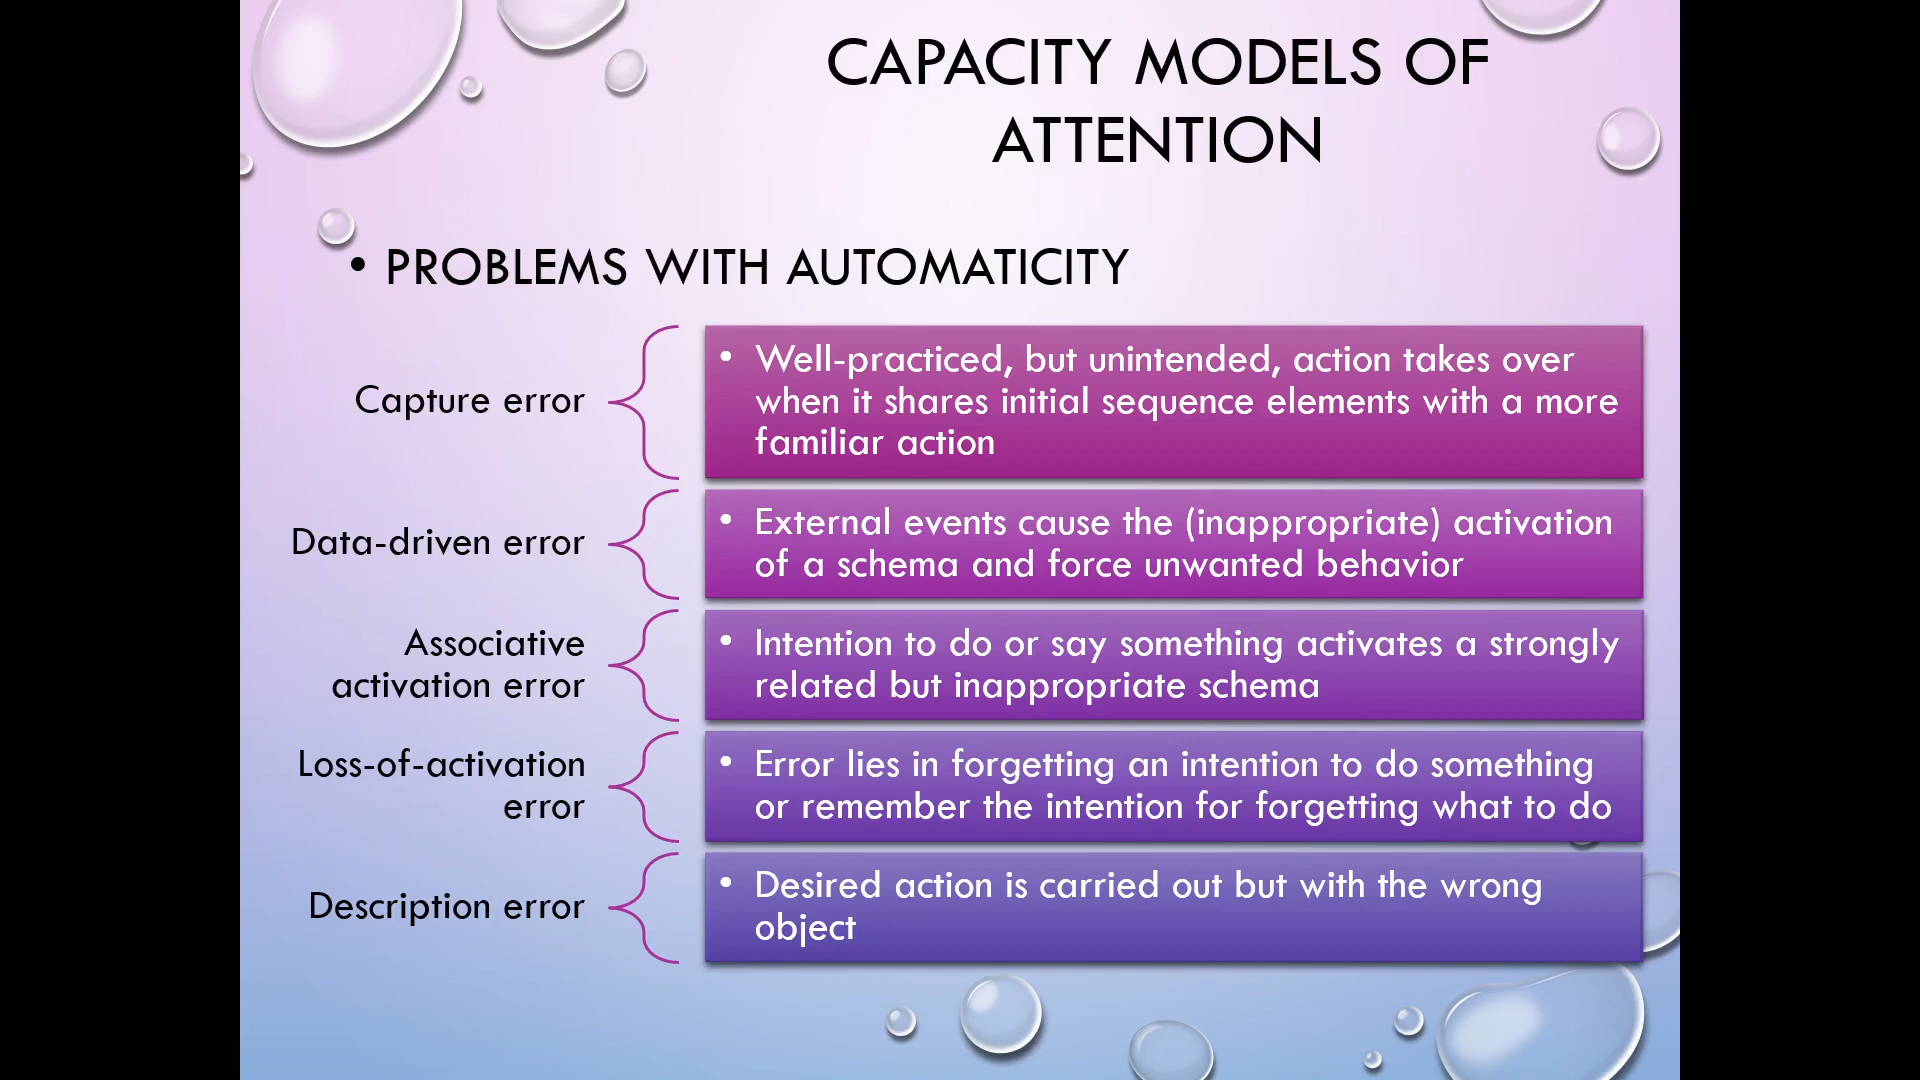 CAPACITY MODELS OF
ATTENTION
• PROBLEMS WITH AUTOMATICITY
Capture error
• Well-practiced, but unintended, action takes over
when it shares initial sequence elements with a more
familiar action
Data-driven error
• External events cause the (inappropriate) activation
of a schema and force unwanted behavior
Associative
activation error
• Intention to do or say something activates a strongly
related but inappropriate schema
Loss-of-activation
error
• Error lies in forgetting an intention to do something
or remember the intention for forgetting what to do
Description error
• Desired action is carried out but with the wrong
object